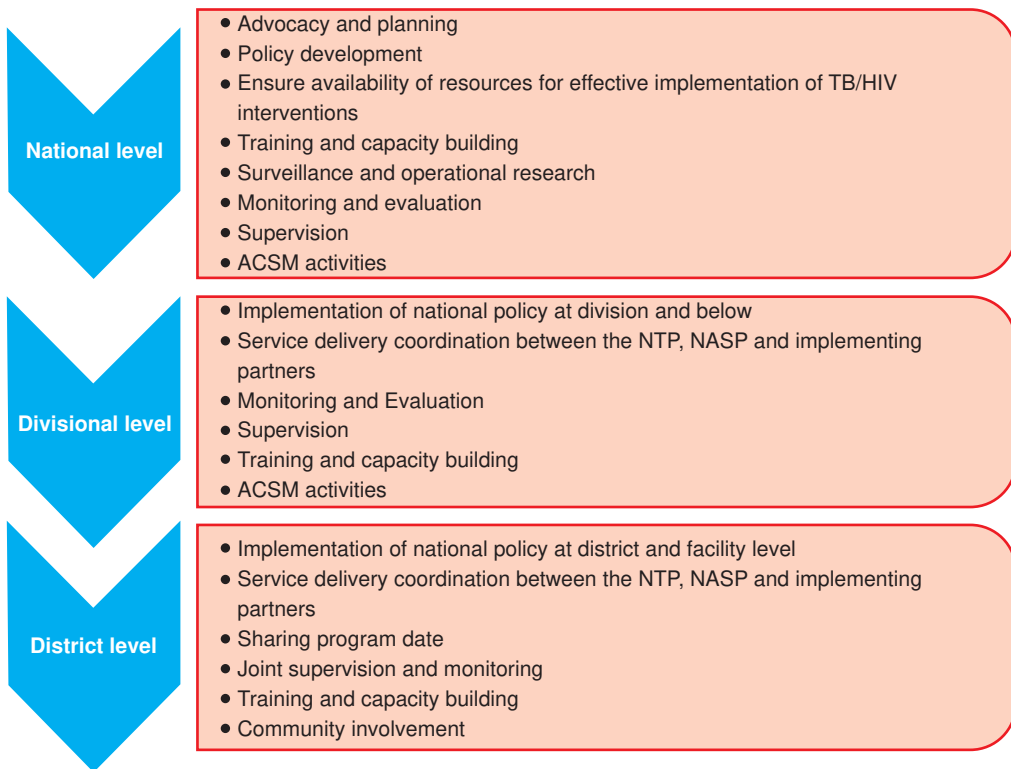 National level
• Advocacy and planning
• Policy development
• Ensure availability of resources for effective implementation of TB/HIV
interventions
• Training and capacity building
• Surveillance and operational research
• Monitoring and evaluation
• Supervision
• ACSM activities
Divisional level
• Implementation of national policy at division and below
• Service delivery coordination between the NTP, NASP and implementing
partners
• Monitoring and Evaluation
• Supervision
• Training and capacity building
• ACSM activities
District level
• Implementation of national policy at district and facility level
• Service delivery coordination between the NTP, NASP and implementing
partners
• Sharing program date
• Joint supervision and monitoring
• Training and capacity building
• Community involvement